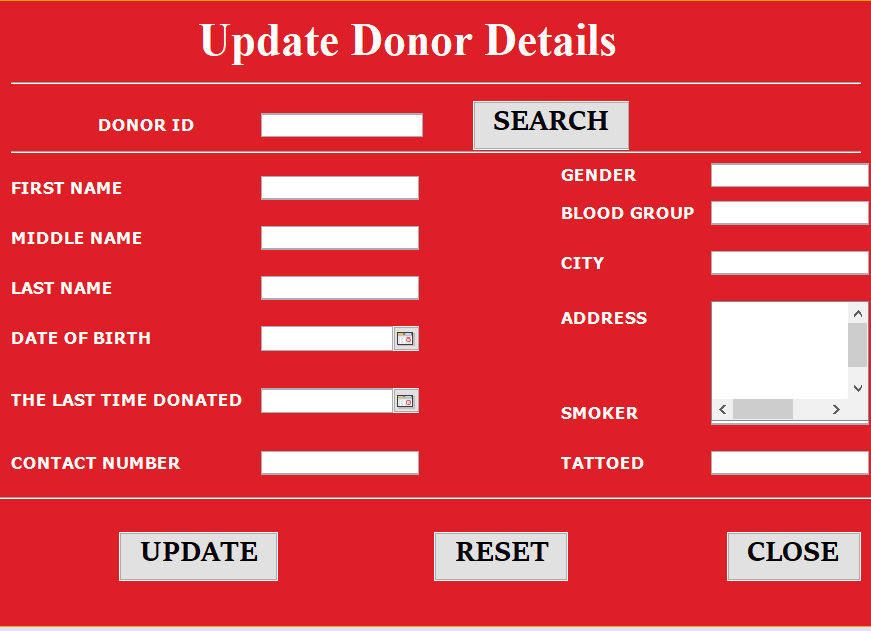 Update Donor Details
DONOR ID
SEARCH
FIRST NAME
MIDDLE NAME
LAST NAME
DATE OF BIRTH
THE LAST TIME DONATED
CONTACT NUMBER
GENDER
BLOOD GROUP
CITY
ADDRESS
SMOKER
TATTOED
UPDATE
RESET
CLOSE